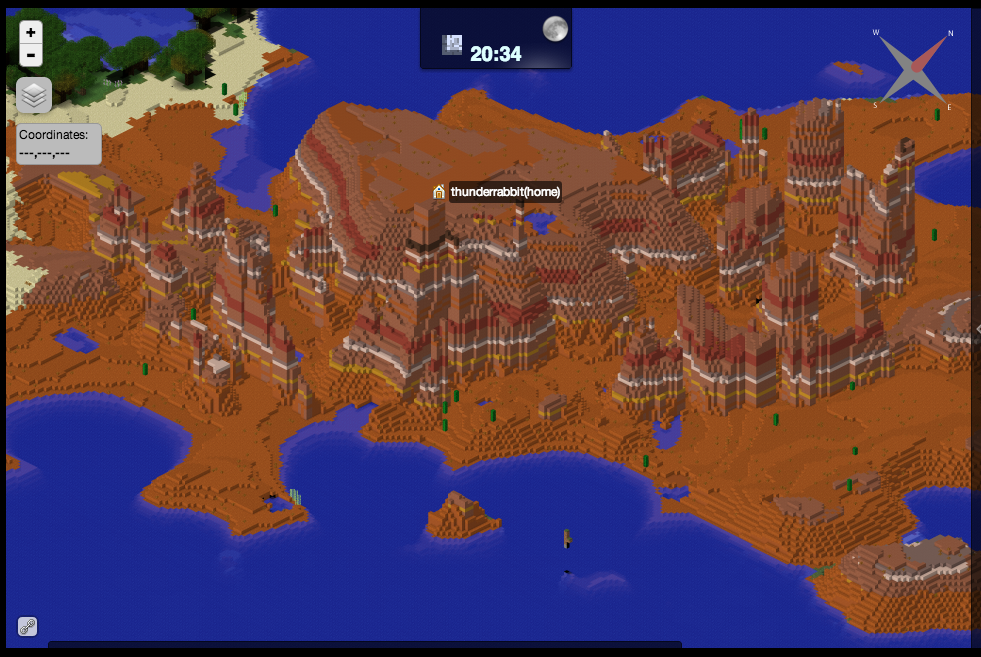 +
20:34
W
N
-
S
E
Coordinates:
---,---,---
thunderrabbit(home)